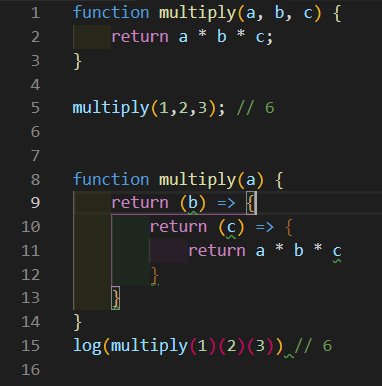 1 function multiply(a, b, c) {
2 return a * b * c;
3 }
4
5 multiply(1,2,3); // 6
6
7
8 function multiply(a) {
9 return (b) => {
10 return (c) => {
11 return a * b * c
12 }
13 }
14 }
15 log(multiply(1)(2)(3)) // 6
16